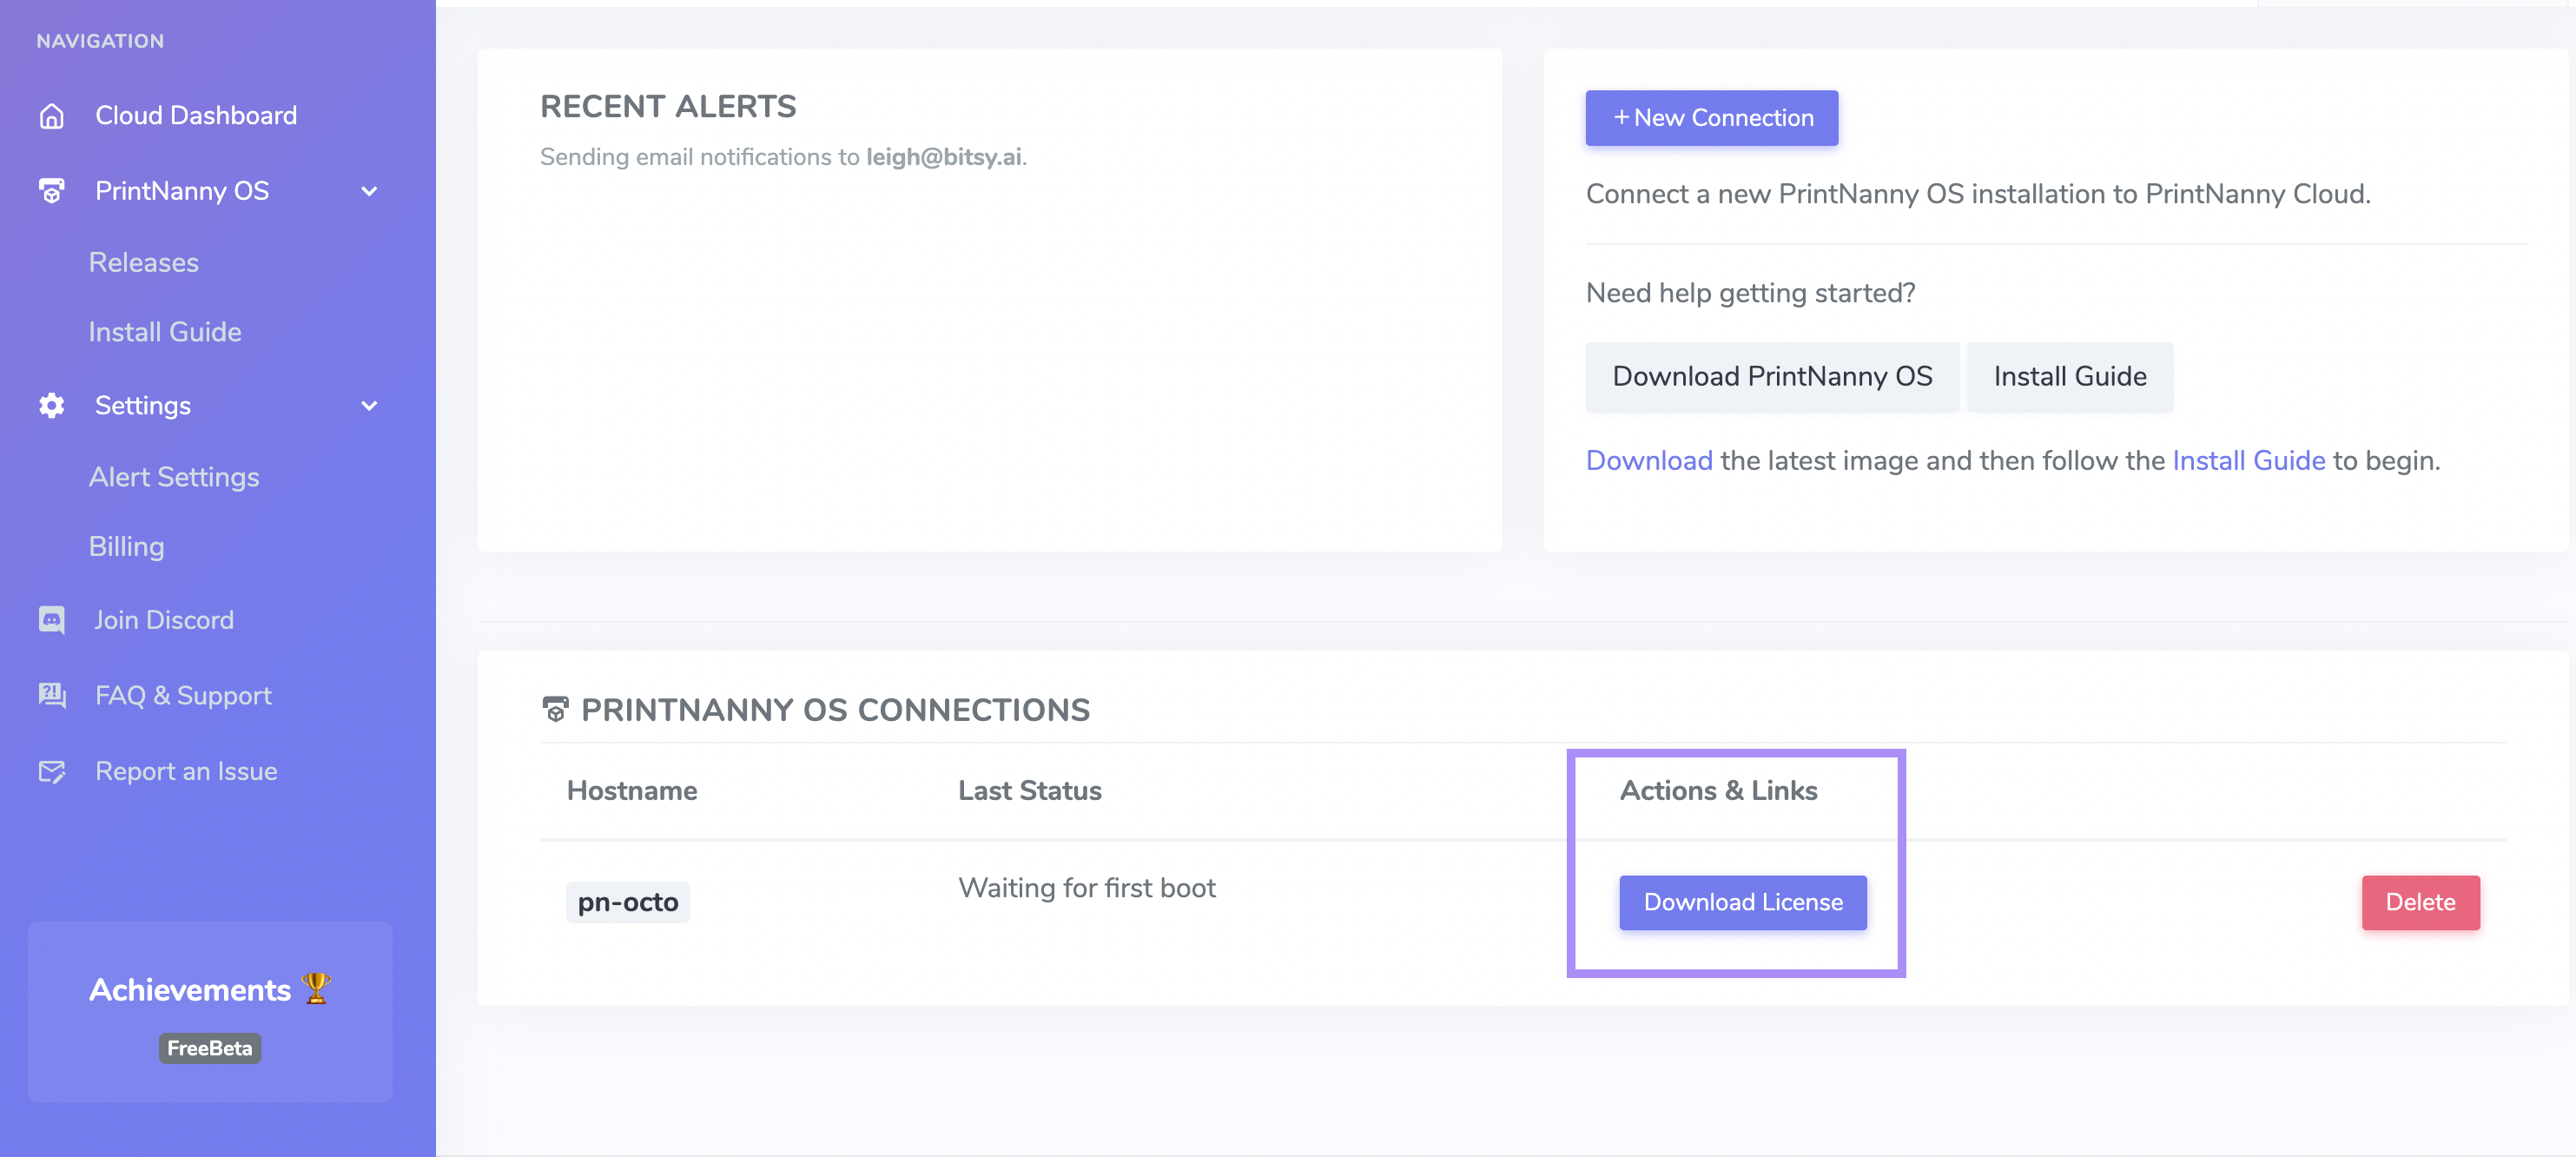 NAVIGATION
Cloud Dashboard
PrintNanny OS
Releases
Install Guide
Settings
Alert Settings
Billing
Join Discord
FAQ & Support
Report an Issue
Achievements 🏆
FreeBeta
RECENT ALERTS
Sending email notifications to leigh@bitsy.ai.
+ New Connection
Connect a new PrintNanny OS installation to PrintNanny Cloud.
Need help getting started?
Download PrintNanny OS
Install Guide
Download the latest image and then follow the Install Guide to begin.
PRINTNANNY OS CONNECTIONS
Hostname Last Status Actions & Links
pn-octo Waiting for first boot Download License Delete